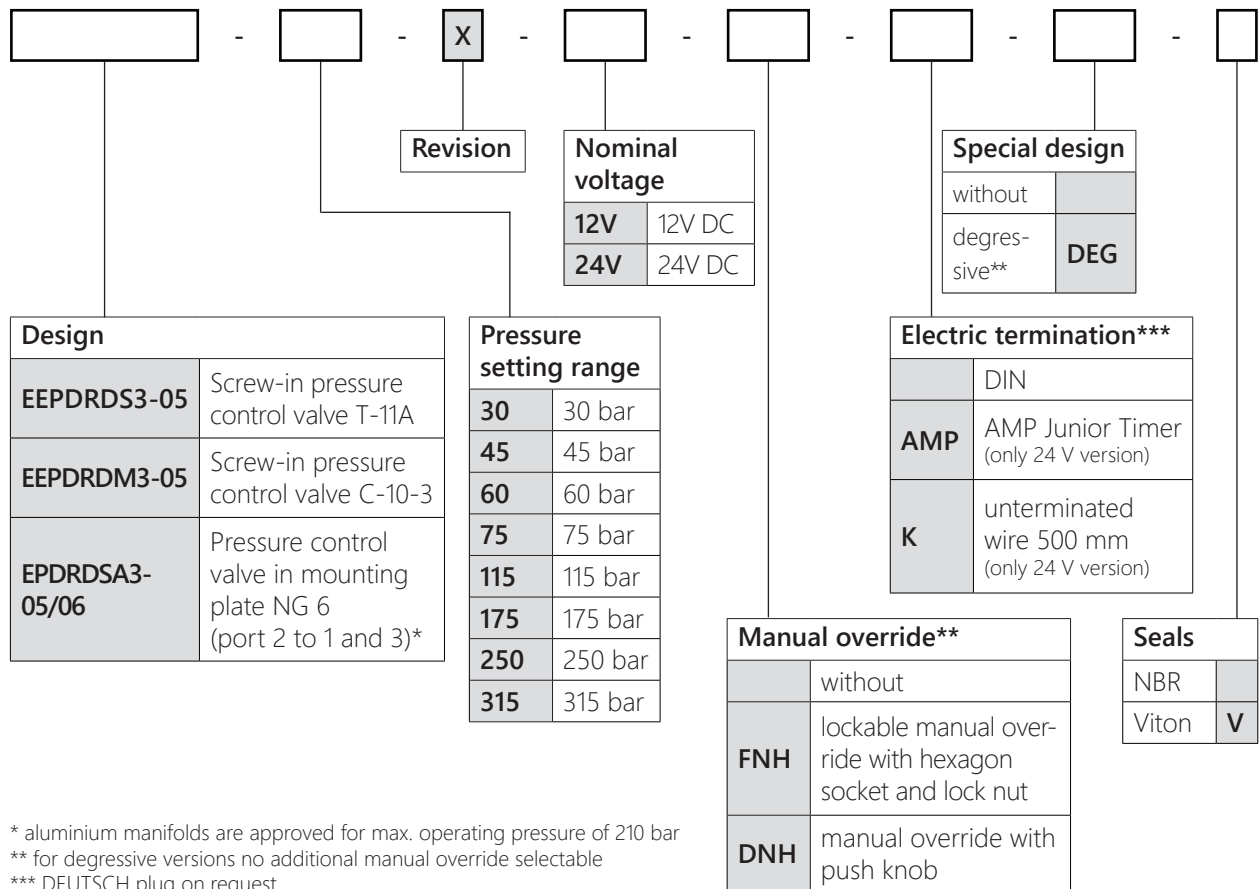 - - X - - - - -
Revision
Nominal
voltage
12V 12V DC
24V 24V DC
Special design
without
degres-
sive** DEG
Design
EEPDRDS3-05 Screw-in pressure
control valve T-11A
EEPDRDM3-05 Screw-in pressure
control valve C-10-3
EPDRDSA3-
05/06
Pressure control
valve in mounting
plate NG 6
(port 2 to 1 and 3)*
Pressure
setting range
30 30 bar
45 45 bar
60 60 bar
75 75 bar
115 115 bar
175 175 bar
250 250 bar
315 315 bar
Electric termination***
DIN
AMP AMP Junior Timer
(only 24 V version)
K unterminated
wire 500 mm
(only 24 V version)
Manual override**
without
FNH lockable manual over-
ride with hexagon
socket and lock nut
DNH manual override with
push knob
Seals
NBR
Viton V
* aluminium manifolds are approved for max. operating pressure of 210 bar
** for degressive versions no additional manual override selectable
*** DEUTSCH plug on request